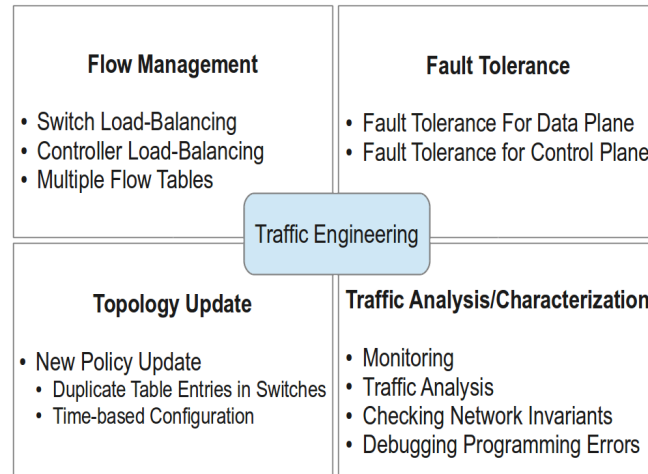 Flow Management
• Switch Load-Balancing
• Controller Load-Balancing
• Multiple Flow Tables
Fault Tolerance
• Fault Tolerance For Data Plane
• Fault Tolerance for Control Plane
Traffic Engineering
Topology Update
• New Policy Update
• Duplicate Table Entries in Switches
• Time-based Configuration
Traffic Analysis/Characterization
• Monitoring
• Traffic Analysis
• Checking Network Invariants
• Debugging Programming Errors